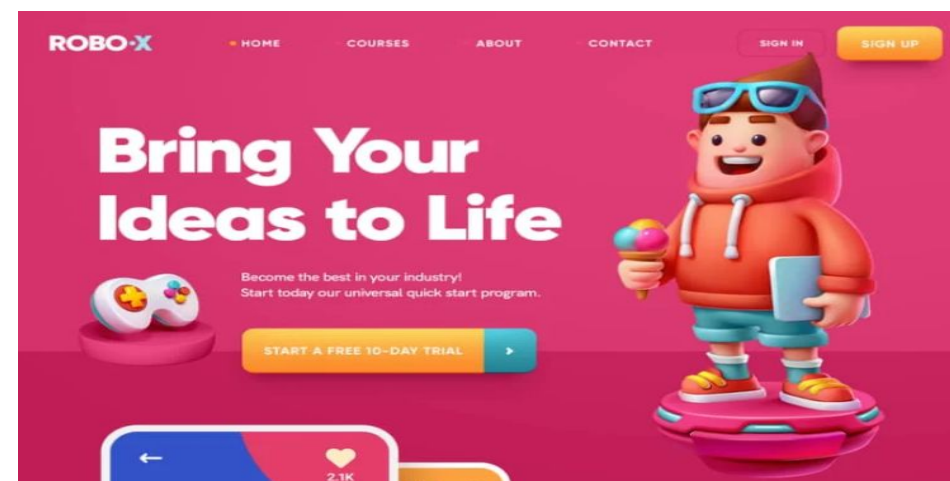 ROBO·X
HOME
COURSES
ABOUT
CONTACT
SIGN IN
SIGN UP
Bring Your
Ideas to Life
Become the best in your industry!
Start today our universal quick start program.
START A FREE 10-DAY TRIAL
2.1K